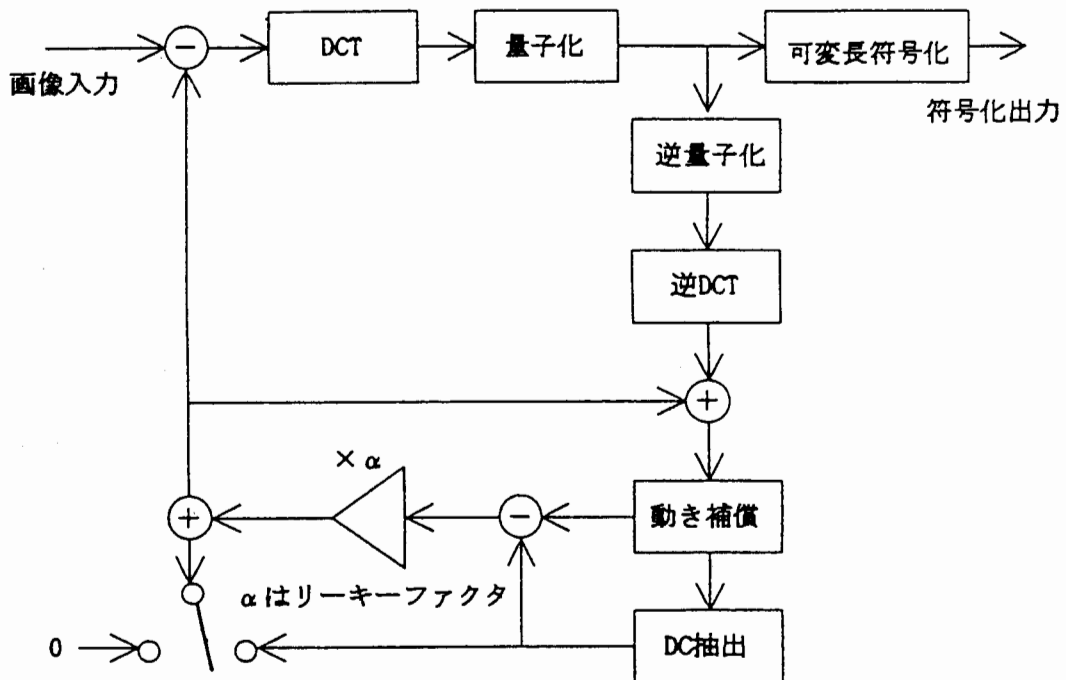 DCT
量子化
可変長符号化
画像入力
符号化出力
逆量子化
逆DCT
× α
動き補償
αはリーキーファクタ
0
DC抽出